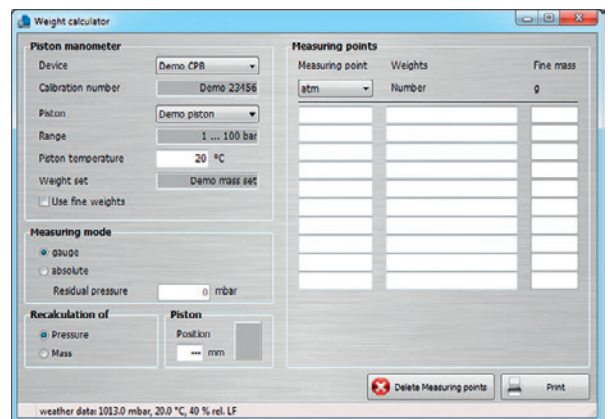 Weight calculator
Piston manometer
Device Demo CPB
Calibration number Demo 23456
Piston Demo piston
Range 1 ... 100 bar
Piston temperature 20 °C
Weight set Demo mass set
Use fine weights
Measuring mode
gauge
absolute
Residual pressure 0 mbar
Recalculation of
Pressure
Mass
Piston
Position
--- mm
Measuring points
Measuring point Weights Fine mass
atm Number g
Delete Measuring points Print
weather data: 1013.0 mbar, 20.0 °C, 40 % rel. LF